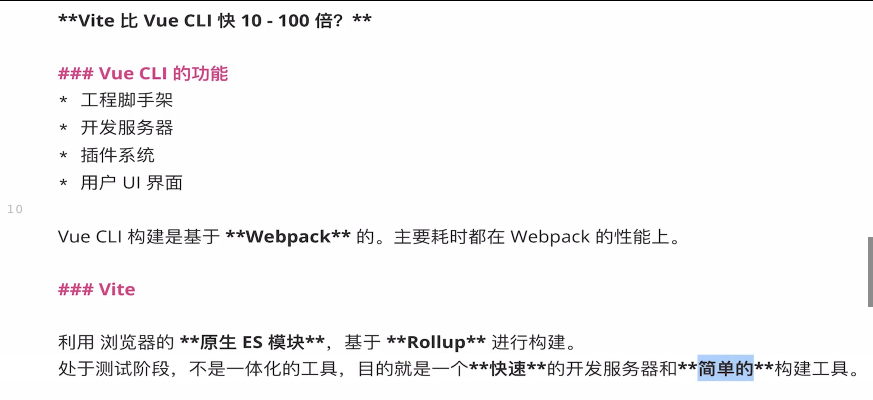 **Vite 比 Vue CLI 快 10 - 100 倍？**
### Vue CLI 的功能
* 工程脚手架
* 开发服务器
* 插件系统
* 用户 UI 界面
10
Vue CLI 构建是基于 **Webpack** 的。主要耗时都在 Webpack 的性能上。
### Vite
利用 浏览器的 **原生 ES 模块**，基于 **Rollup** 进行构建。
处于测试阶段，不是一体化的工具，目的就是一个**快速**的开发服务器和**简单的**构建工具。